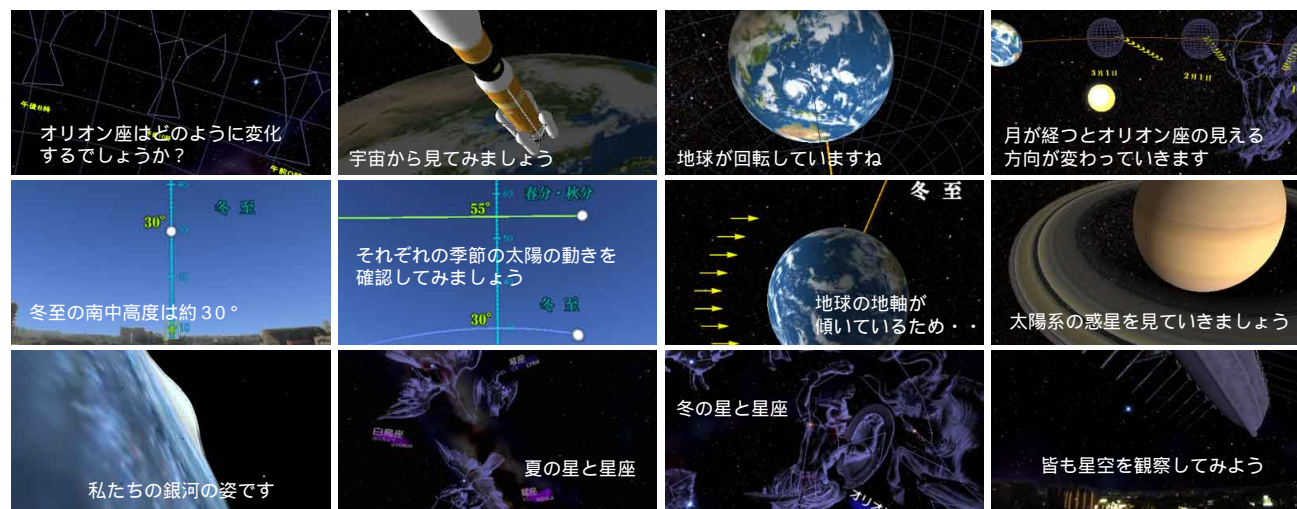 午後8時
オリオン座はどのように変化
するでしょうか？
午前0時
宇宙から見てみましょう
地球が回転していますね
3月1日
2月1日
月が経つとオリオン座の見える
方向が変わっていきます
冬至
30°
冬至の南中高度は約30°
10
春分・秋分
55°
それぞれの季節の太陽の動きを
確認してみましょう
冬至
30°
冬至
地球の地軸が
傾いているため・・
太陽系の惑星を見ていきましょう
私たちの銀河の姿です
琴座
白鳥座
夏の星と星座
鷲座
冬の星と星座
オリオン
皆も星空を観察してみよう